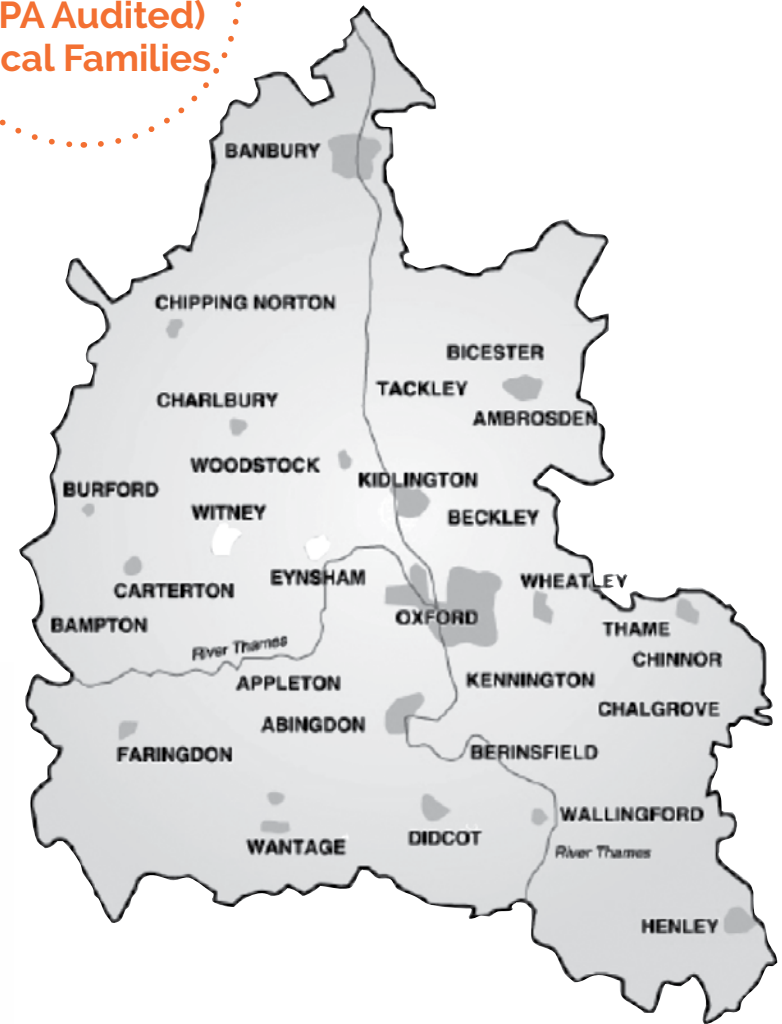 PA Audited)
cal Families
BANBURY
CHIPPING NORTON
BICESTER
TACKLEY
CHARLBURY
AMBROSDEN
WOODSTOCK
KIDLINGTON
BURFORD
WITNEY
BECKLEY
EYNSHAM
WHEATLEY
CARTERTON
OXFORD
BAMPTON
THAME
River Thames
CHINNOR
APPLETON
KENNINGTON
CHALGROVE
ABINGDON
FARINGDON
BERINSFIELD
WALLINGFORD
DIDCOT
WANTAGE
River Thames
HENLEY